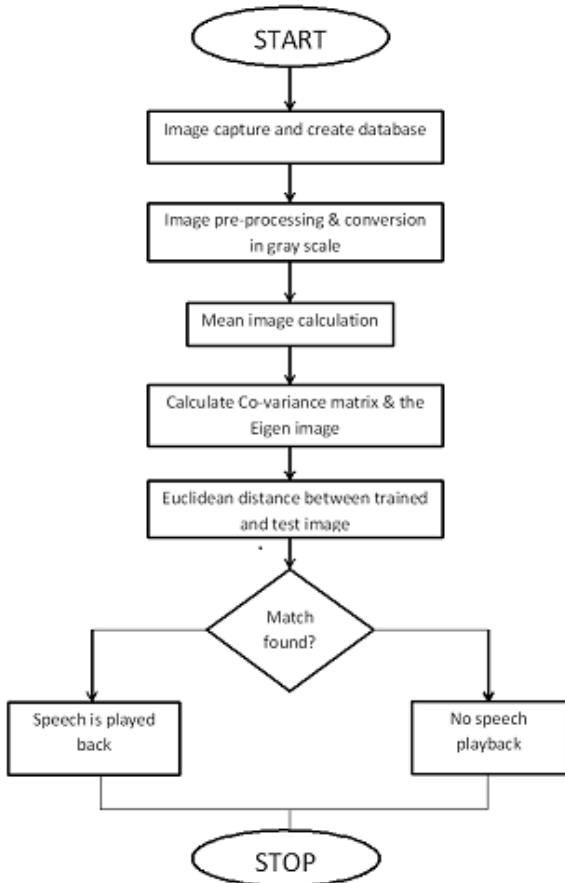 START
Image capture and create database
Image pre-processing & conversion
in gray scale
Mean image calculation
Calculate Co-variance matrix & the
Eigen image
Euclidean distance between trained
and test image
Match
found?
Speech is played
back
No speech
playback
STOP